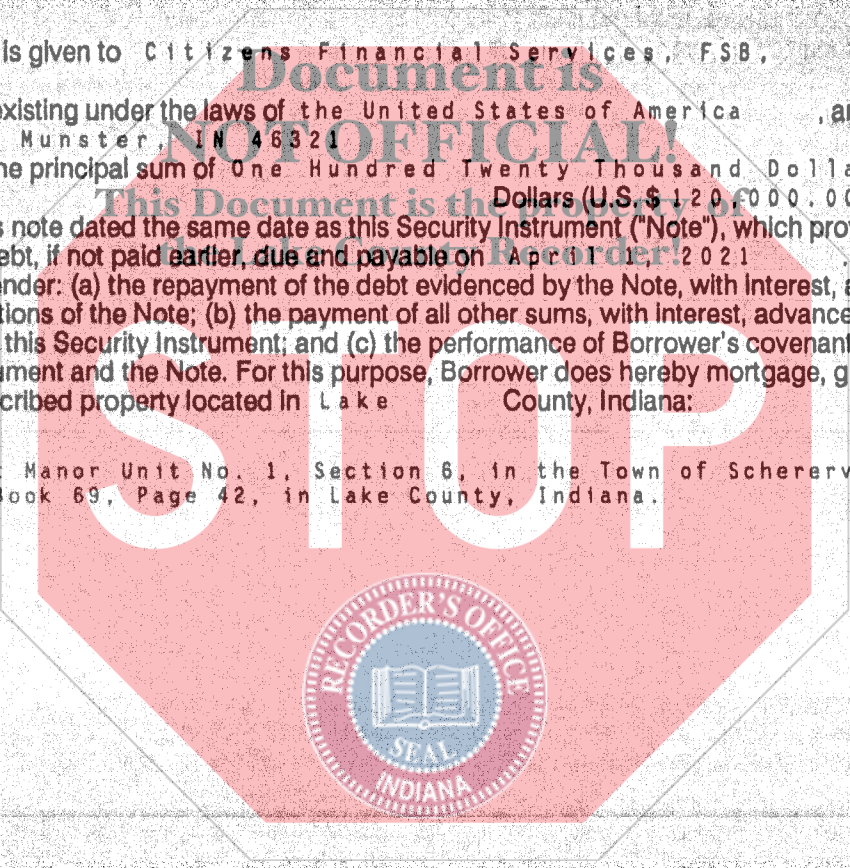 is given to Citizens Financial Services, FSB,
Document is
existing under the laws of the United States of America , an
Munster, IN 46321
NOT OFFICIAL!
he principal sum of One Hundred Twenty Thousand Dolla
This Document is the property of
Dollars (U.S.$ 120,000.00
s note dated the same date as this Security Instrument ("Note"), which prov
the Lake County Recorder!
ebt, if not paid earlier, due and payable on April 1, 2021 .
ender: (a) the repayment of the debt evidenced by the Note, with interest, a
tions of the Note; (b) the payment of all other sums, with interest, advance
this Security Instrument; and (c) the performance of Borrower's covenant
ument and the Note. For this purpose, Borrower does hereby mortgage, g
cribed property located in Lake County, Indiana:
STOP
Manor Unit No. 1, Section 6, in the Town of Schererv
Book 69, Page 42, in Lake County, Indiana.
RECORDER'S OFFICE
SEAL
INDIANA